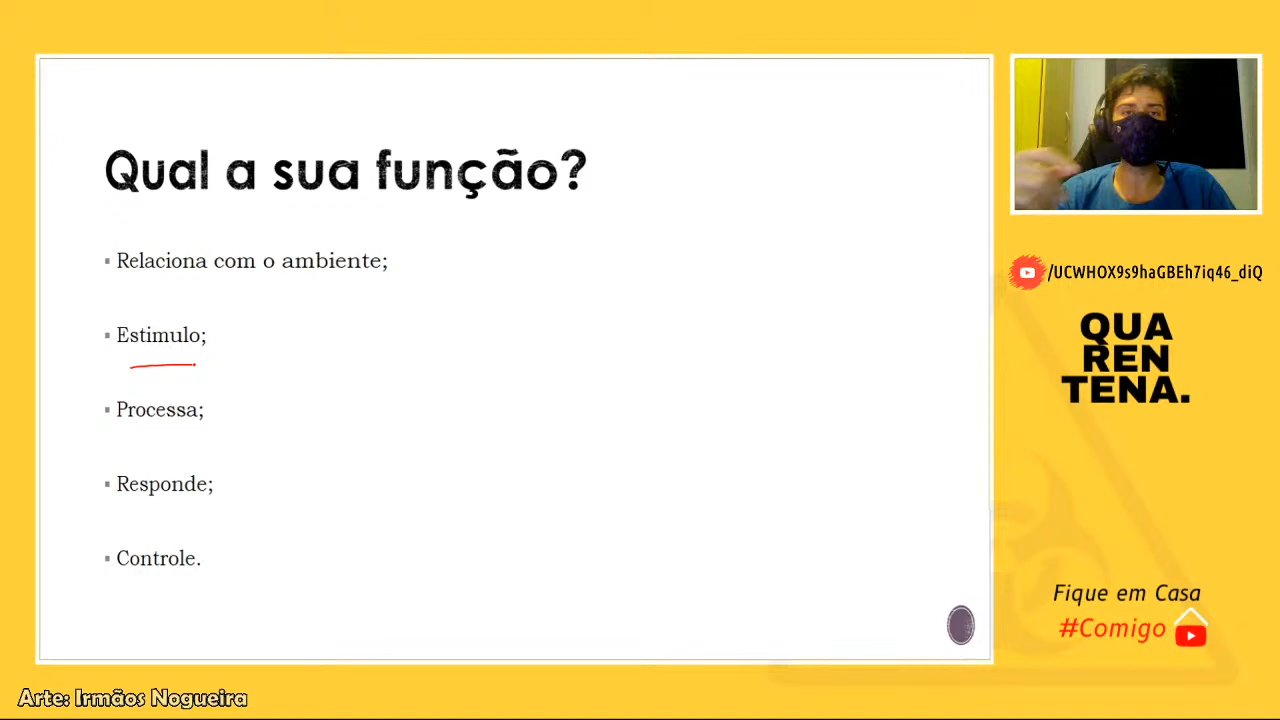 Qual a sua função?
Relaciona com o ambiente;
Estimulo;
Processa;
Responde;
Controle.
/UCWHOX9s9haGBEh7iq46_diQ
QUA
REN
TENA.
Fique em Casa
#Comigo
Arte: Irmãos Nogueira